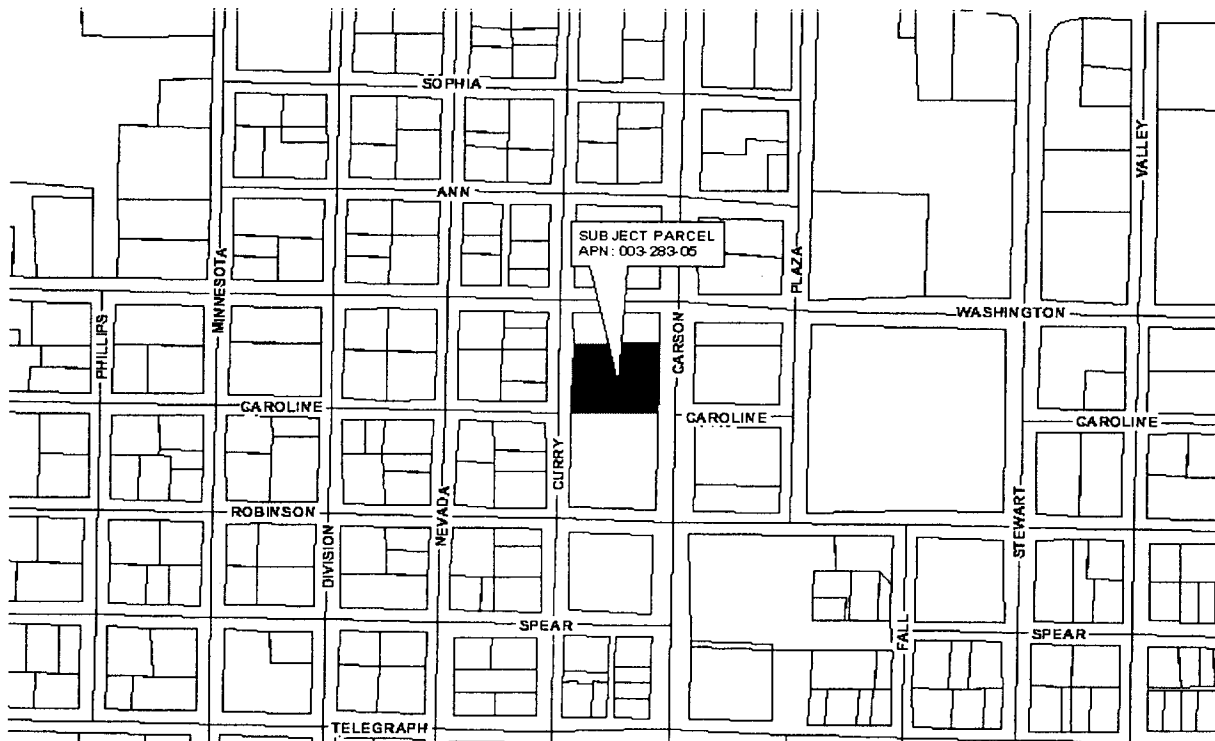 SOPHIA
ANN
VALLEY
SUBJECT PARCEL
APN: 003-283-05
MINNESOTA
PLAZA
WASHINGTON
PHILLIPS
CARSON
CAROLINE
CAROLINE
CAROLINE
CURRY
NEVADA
ROBINSON
DIVISION
STEWART
SPEAR
FALL
SPEAR
TELEGRAPH